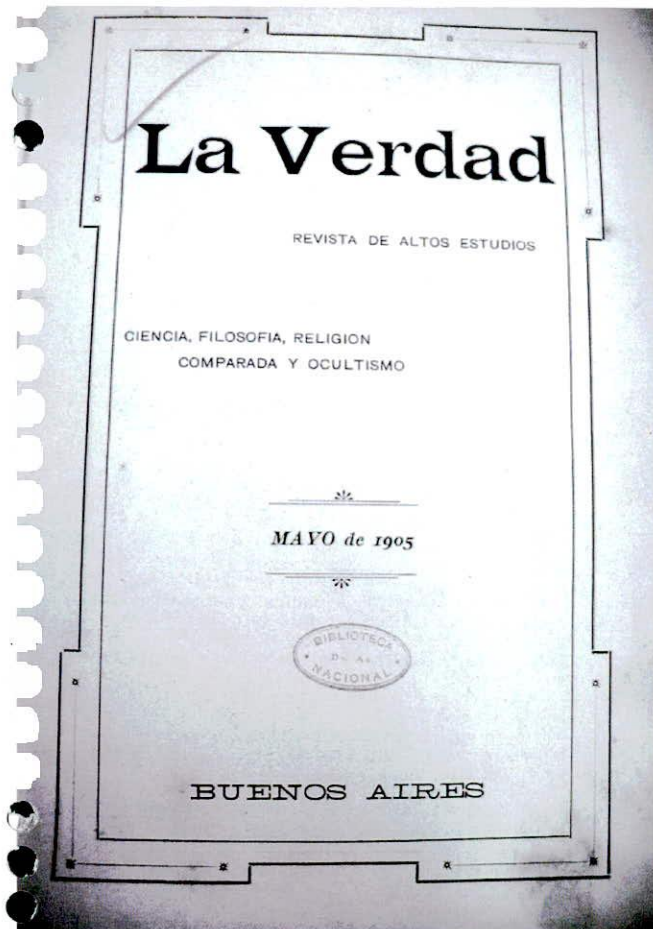 La Verdad
REVISTA DE ALTOS ESTUDIOS
CIENCIA, FILOSOFIA, RELIGION
COMPARADA Y OCULTISMO
MAYO de 1905
BIBLIOTECA
NACIONAL
BUENOS AIRES